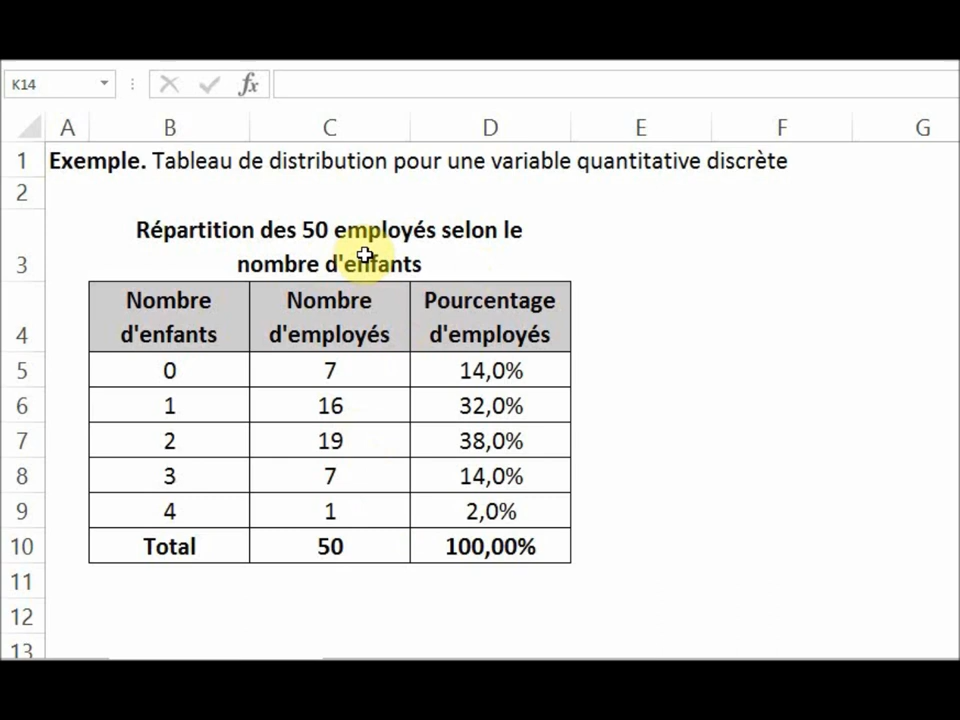 K14 fx
A B C D E F G
1 Exemple. Tableau de distribution pour une variable quantitative discrète
2
Répartition des 50 employés selon le
3 nombre d'enfants
Nombre Nombre Pourcentage
4 d'enfants d'employés d'employés
5 0 7 14,0%
6 1 16 32,0%
7 2 19 38,0%
8 3 7 14,0%
9 4 1 2,0%
10 Total 50 100,00%
11
12
13